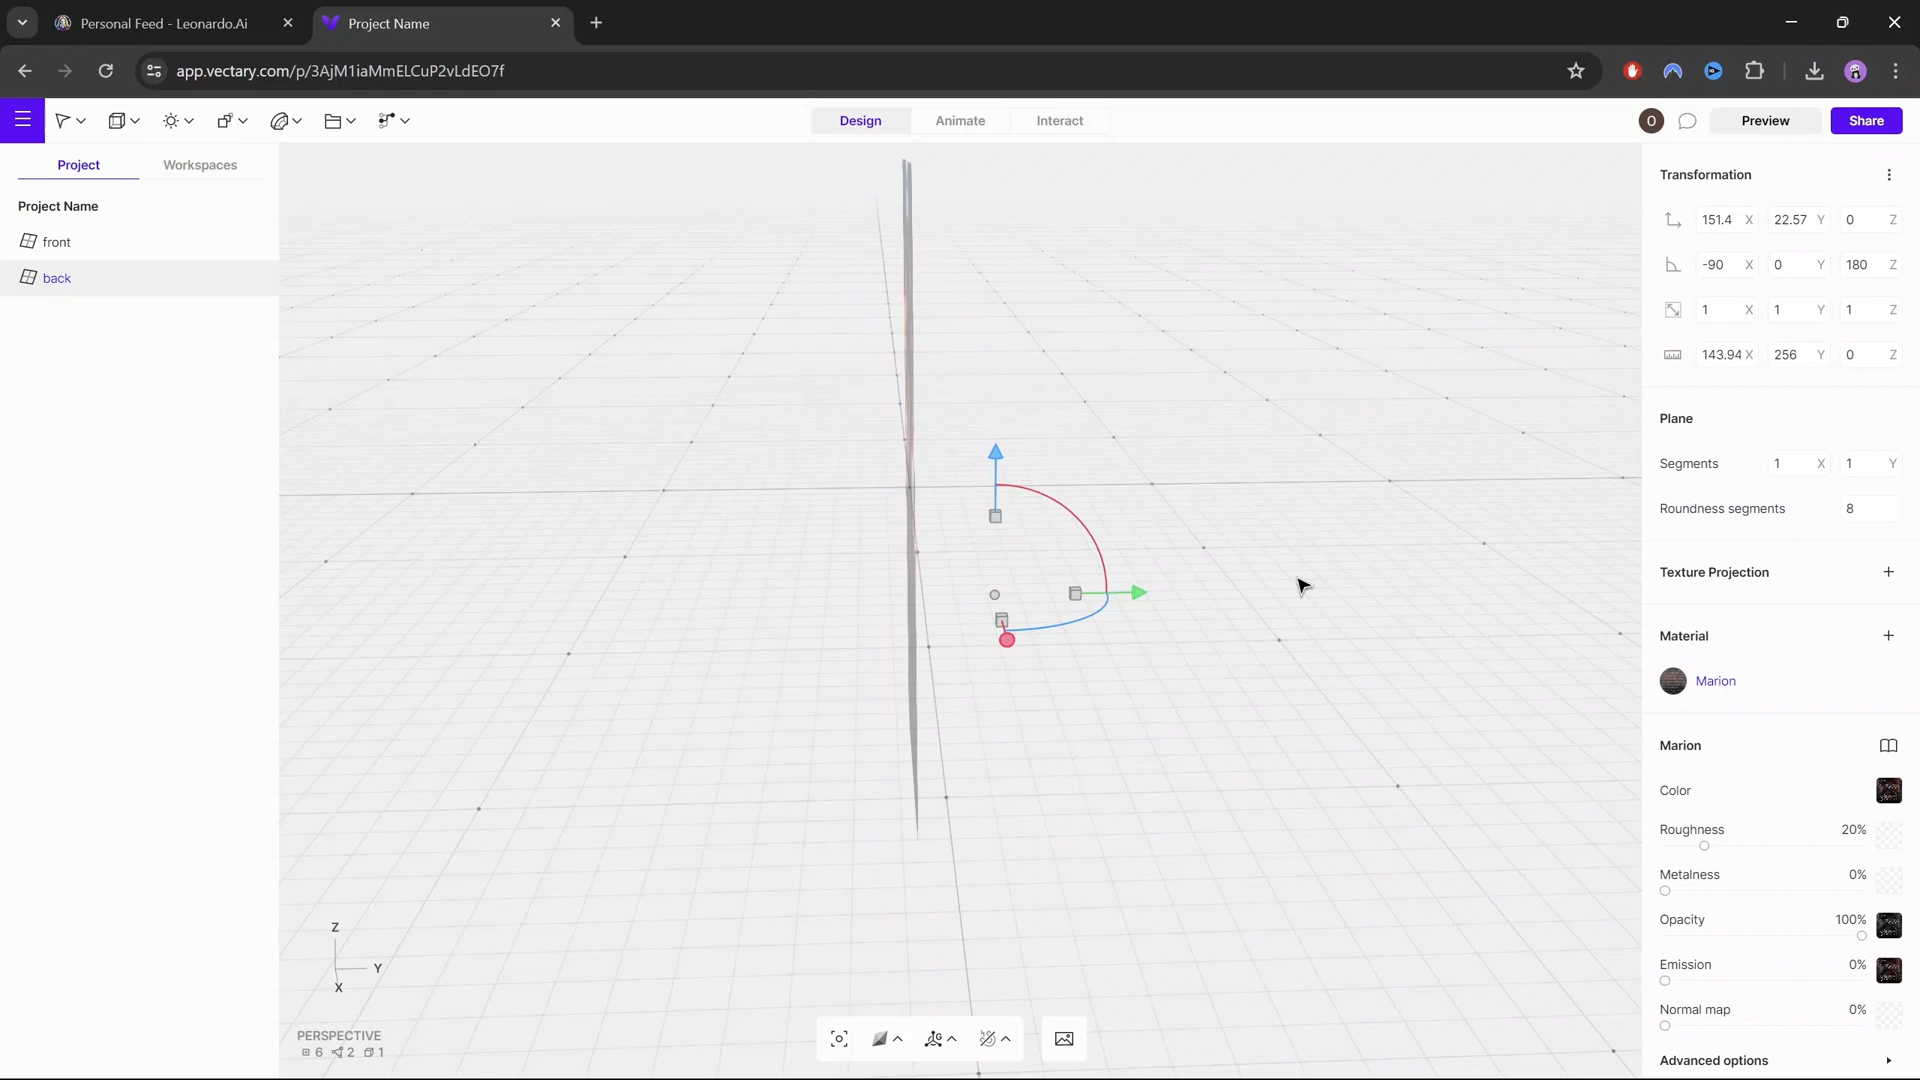 Personal Feed - Leonardo.Ai
Project Name
app.vectary.com/p/3AjM1iaMmELCuP2vLdEO7f
Design
Animate
Interact
O
Preview
Share
Project
Workspaces
Project Name
front
back
Transformation
151.4 X 22.57 Y 0 Z
-90 X 0 Y 180 Z
1 X 1 Y 1 Z
143.94 X 256 Y 0 Z
Plane
Segments 1 X 1 Y
Roundness segments 8
Texture Projection
Material
Marion
Marion
Color
Roughness 20%
Metalness 0%
Opacity 100%
Emission 0%
Normal map 0%
Advanced options
Z
Y
X
PERSPECTIVE
6 2 1